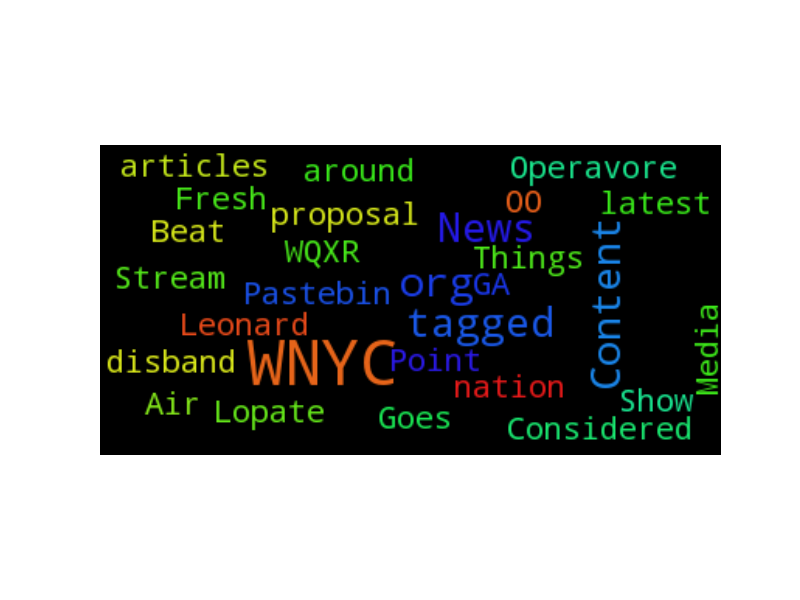 articles
around
Operavore
Fresh
OO
latest
proposal
Beat
News
WQXR
Things
Content
Stream
Pastebin
org
GA
Leonard
tagged
Media
disband
WNYC
Point
nation
Air
Lopate
Goes
Show
Considered